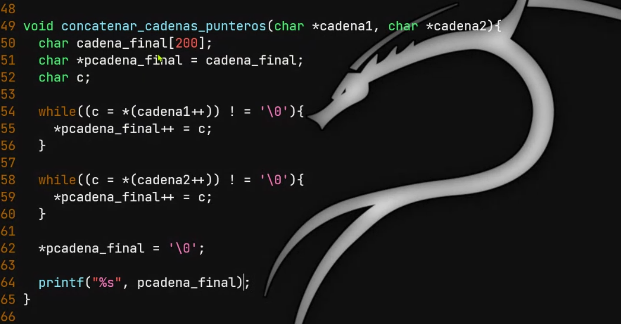 48
49 void concatenar_cadenas_punteros(char *cadena1, char *cadena2){
50   char cadena_final[200];
51   char *pcadena_final = cadena_final;
52   char c;
53
54   while((c = *(cadena1++)) ! = '\0'){
55     *pcadena_final++ = c;
56   }
57
58   while((c = *(cadena2++)) ! = '\0'){
59     *pcadena_final++ = c;
60   }
61
62   *pcadena_final = '\0';
63
64   printf("%s", pcadena_final);
65 }
66